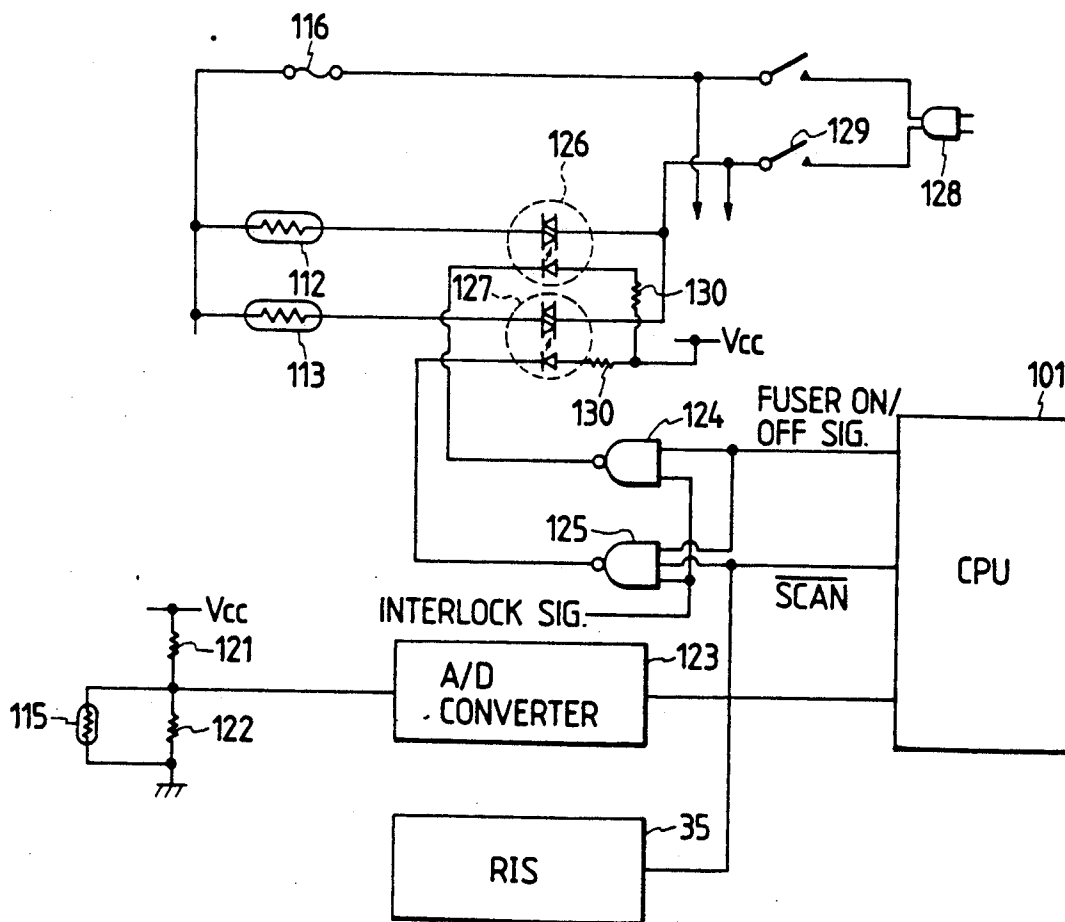 116
129
128
126
112
127
130
113
Vcc
130
101
FUSER ON/
OFF SIG.
124
125
CPU
SCAN
INTERLOCK SIG.
Vcc
121
123
A/D
CONVERTER
115
122
35
RIS